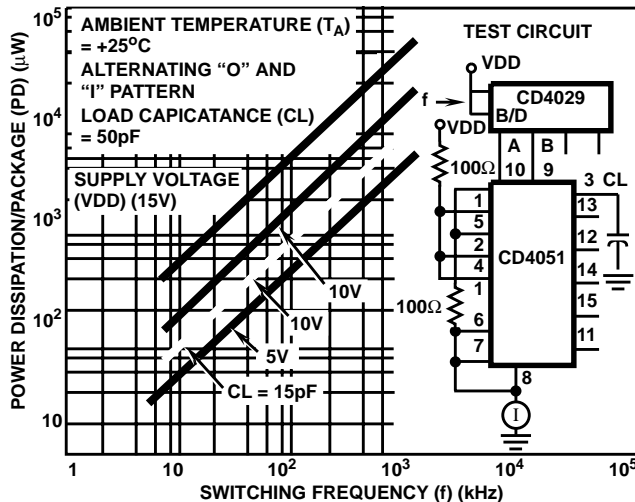 POWER DISSIPATION/PACKAGE (PD) (µW)
10⁵
10⁴
10³
10²
10
AMBIENT TEMPERATURE (TA)
= +25°C
ALTERNATING “O” AND
“I” PATTERN
LOAD CAPICATANCE (CL)
= 50pF
SUPPLY VOLTAGE
(VDD) (15V)
10V
10V
5V
CL = 15pF
TEST CIRCUIT
VDD
f
CD4029
B/D
VDD
A
B
100Ω
10
9
3
CL
1
13
5
2
12
CD4051
4
14
1
100Ω
15
6
11
7
8
I
1
10
10²
10³
10⁴
10⁵
SWITCHING FREQUENCY (f) (kHz)